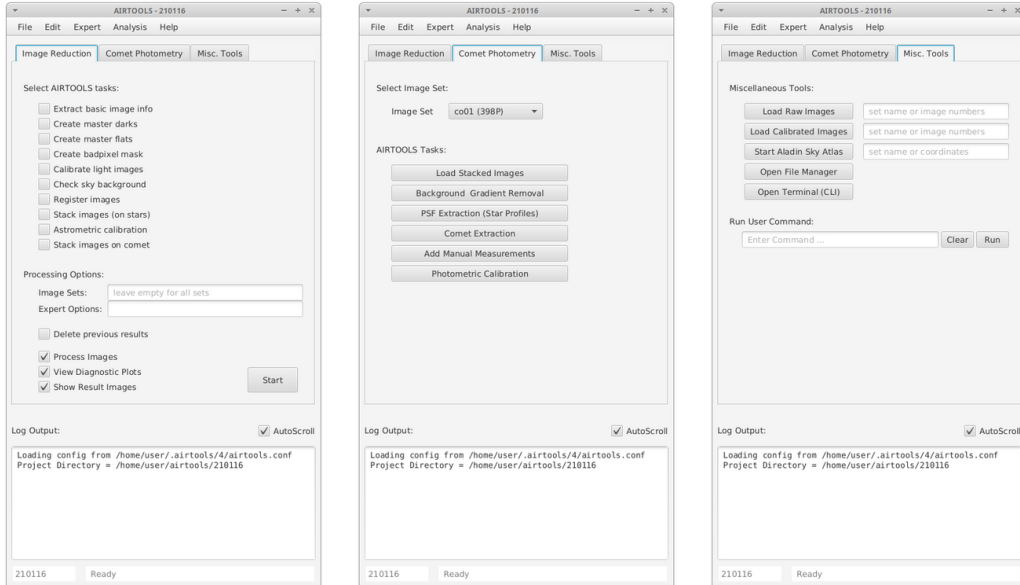 AIRTOOLS - 210116
File Edit Expert Analysis Help
Image Reduction Comet Photometry Misc. Tools
Select AIRTOOLS tasks:
Extract basic image info
Create master darks
Create master flats
Create badpixel mask
Calibrate light images
Check sky background
Register images
Stack images (on stars)
Astrometric calibration
Stack images on comet
Processing Options:
Image Sets: leave empty for all sets
Expert Options:
Delete previous results
Process Images
View Diagnostic Plots
Show Result Images
Start
Log Output: AutoScroll
Loading config from /home/user/.airtools/4/airtools.conf
Project Directory = /home/user/airtools/210116
210116 Ready
AIRTOOLS - 210116
File Edit Expert Analysis Help
Image Reduction Comet Photometry Misc. Tools
Select Image Set:
Image Set co01 (398P)
AIRTOOLS Tasks:
Load Stacked Images
Background Gradient Removal
PSF Extraction (Star Profiles)
Comet Extraction
Add Manual Measurements
Photometric Calibration
Log Output: AutoScroll
Loading config from /home/user/.airtools/4/airtools.conf
Project Directory = /home/user/airtools/210116
210116 Ready
AIRTOOLS - 210116
File Edit Expert Analysis Help
Image Reduction Comet Photometry Misc. Tools
Miscellaneous Tools:
Load Raw Images set name or image numbers
Load Calibrated Images set name or image numbers
Start Aladin Sky Atlas set name or coordinates
Open File Manager
Open Terminal (CLI)
Run User Command:
Enter Command ... Clear Run
Log Output: AutoScroll
Loading config from /home/user/.airtools/4/airtools.conf
Project Directory = /home/user/airtools/210116
210116 Ready